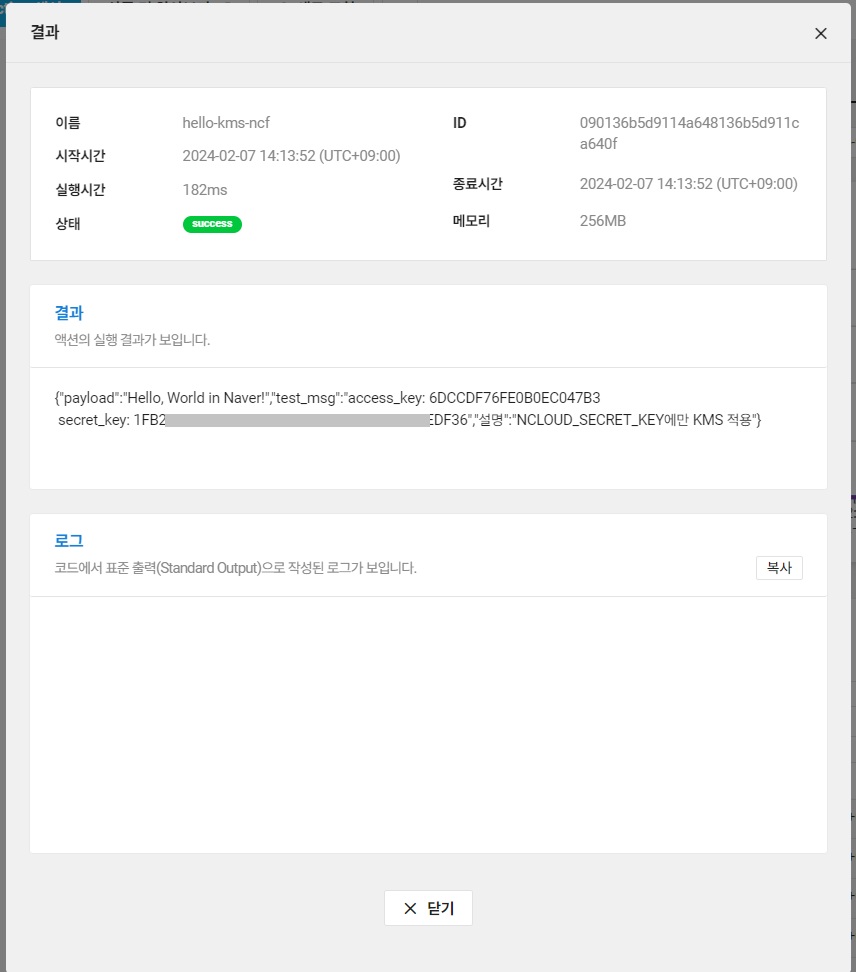 결과
이름 hello-kms-ncf
ID 090136b5d9114a648136b5d911c
a640f
시작시간 2024-02-07 14:13:52 (UTC+09:00)
종료시간 2024-02-07 14:13:52 (UTC+09:00)
실행시간 182ms
메모리 256MB
상태 success
결과
액션의 실행 결과가 보입니다.
{"payload":"Hello, World in Naver!","test_msg":"access_key: 6DCCDF76FE0B0EC047B3
secret_key: 1FB2 EDF36","설명":"NCLOUD_SECRET_KEY에만 KMS 적용"}
로그
코드에서 표준 출력(Standard Output)으로 작성된 로그가 보입니다.
복사
닫기